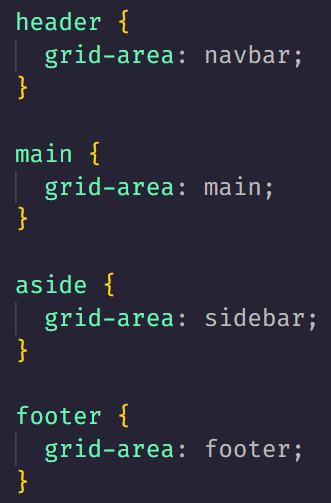 header {
  grid-area: navbar;
}
main {
  grid-area: main;
}
aside {
  grid-area: sidebar;
}
footer {
  grid-area: footer;
}